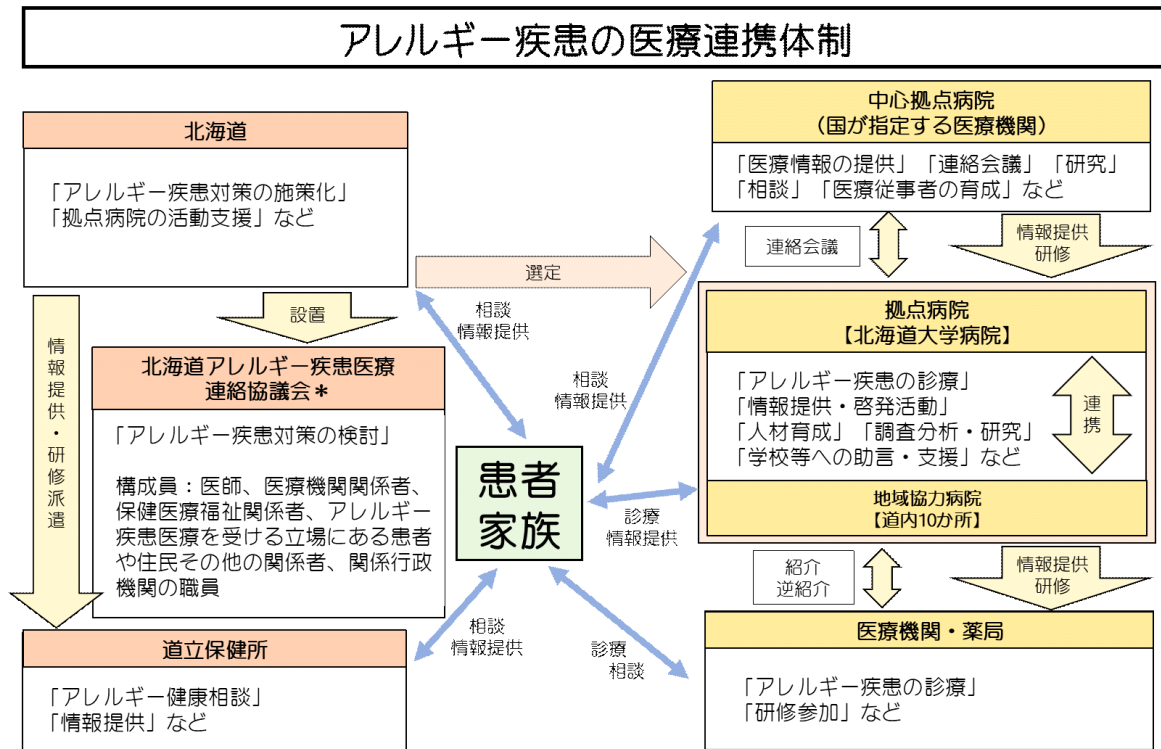 アレルギー疾患の医療連携体制
北海道
「アレルギー疾患対策の施策化」
「拠点病院の活動支援」など
中心拠点病院
（国が指定する医療機関）
「医療情報の提供」「連絡会議」「研究」
「相談」「医療従事者の育成」など
連絡会議
情報提供
研修
選定
設置
相談
情報提供
情報提供・研修派遣
北海道アレルギー疾患医療
連絡協議会＊
「アレルギー疾患対策の検討」
構成員：医師、医療機関関係者、
保健医療福祉関係者、アレルギー
疾患医療を受ける立場にある患者
や住民その他の関係者、関係行政
機関の職員
相談
情報提供
患者
家族
拠点病院
【北海道大学病院】
「アレルギー疾患の診療」
「情報提供・啓発活動」
「人材育成」「調査分析・研究」
「学校等への助言・支援」など
連携
地域協力病院
【道内10か所】
診療
情報提供
紹介
逆紹介
情報提供
研修
道立保健所
「アレルギー健康相談」
「情報提供」など
相談
情報提供
診療
相談
医療機関・薬局
「アレルギー疾患の診療」
「研修参加」など